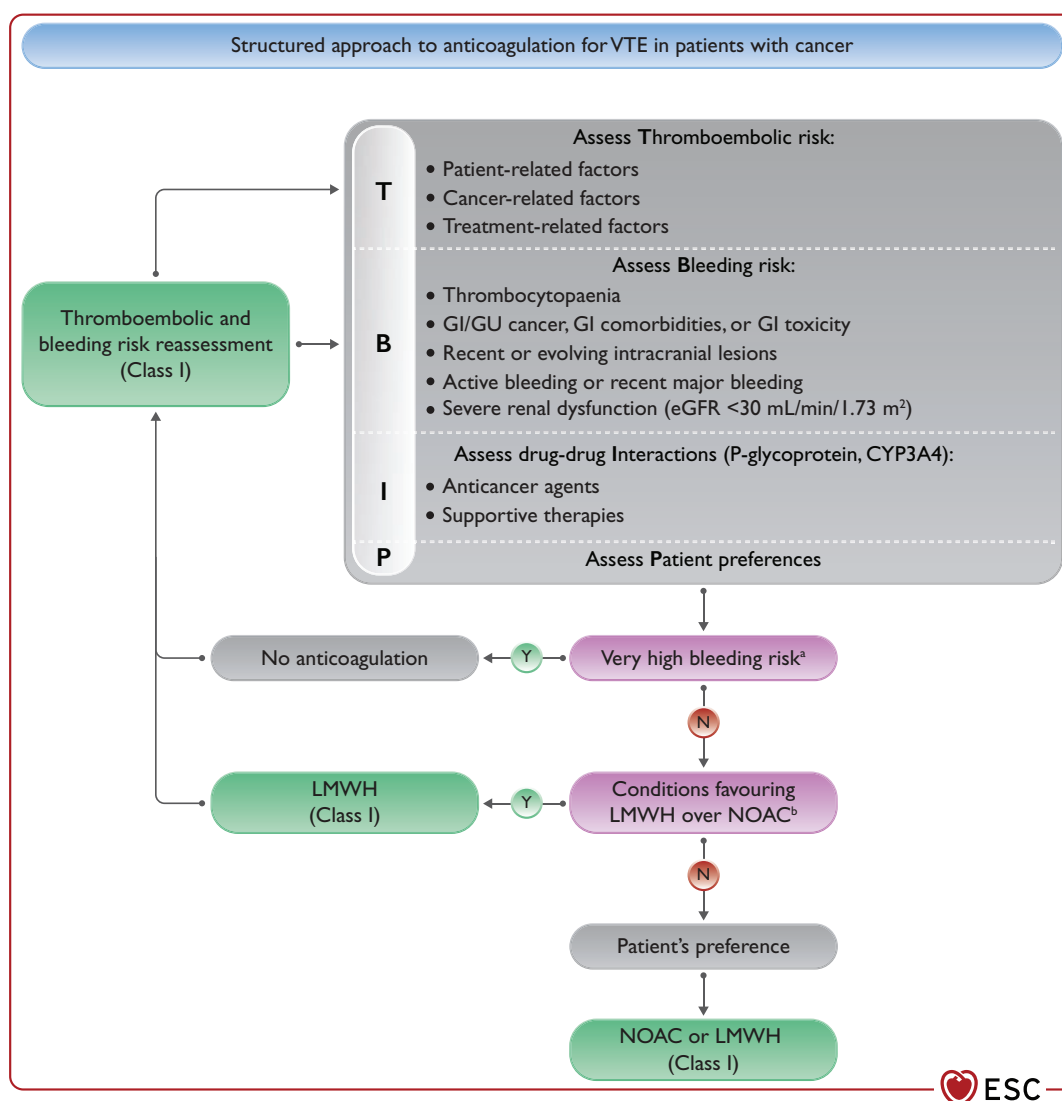 Structured approach to anticoagulation for VTE in patients with cancer
T
Assess Thromboembolic risk:
• Patient-related factors
• Cancer-related factors
• Treatment-related factors
B
Assess Bleeding risk:
• Thrombocytopaenia
• GI/GU cancer, GI comorbidities, or GI toxicity
• Recent or evolving intracranial lesions
• Active bleeding or recent major bleeding
• Severe renal dysfunction (eGFR <30 mL/min/1.73 m²)
I
Assess drug-drug Interactions (P-glycoprotein, CYP3A4):
• Anticancer agents
• Supportive therapies
P
Assess Patient preferences
Thromboembolic and
bleeding risk reassessment
(Class I)
No anticoagulation
Y
Very high bleeding riskᵃ
N
LMWH
(Class I)
Y
Conditions favouring
LMWH over NOACᵇ
N
Patient's preference
NOAC or LMWH
(Class I)
ESC